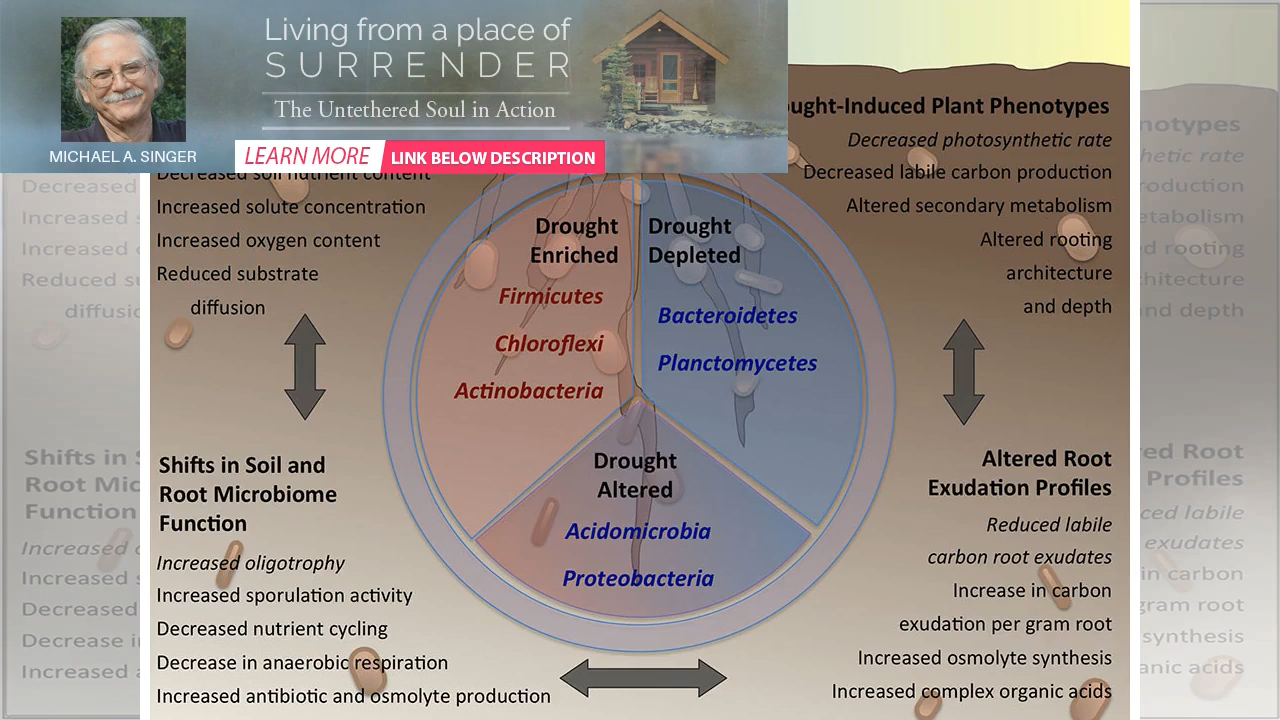 Living from a place of
SURRENDER
The Untethered Soul in Action
MICHAEL A. SINGER
LEARN MORE
LINK BELOW DESCRIPTION
Decreased soil nutrient content
Increased solute concentration
Increased oxygen content
Reduced substrate
diffusion
Shifts in Soil and
Root Microbiome
Function
Increased oligotrophy
Increased sporulation activity
Decreased nutrient cycling
Decrease in anaerobic respiration
Increased antibiotic and osmolyte production
Drought
Enriched
Firmicutes
Chloroflexi
Actinobacteria
Drought
Depleted
Bacteroidetes
Planctomycetes
Drought
Altered
Acidomicrobia
Proteobacteria
ught-Induced Plant Phenotypes
Decreased photosynthetic rate
Decreased labile carbon production
Altered secondary metabolism
Altered rooting
architecture
and depth
Altered Root
Exudation Profiles
Reduced labile
carbon root exudates
Increase in carbon
exudation per gram root
Increased osmolyte synthesis
Increased complex organic acids